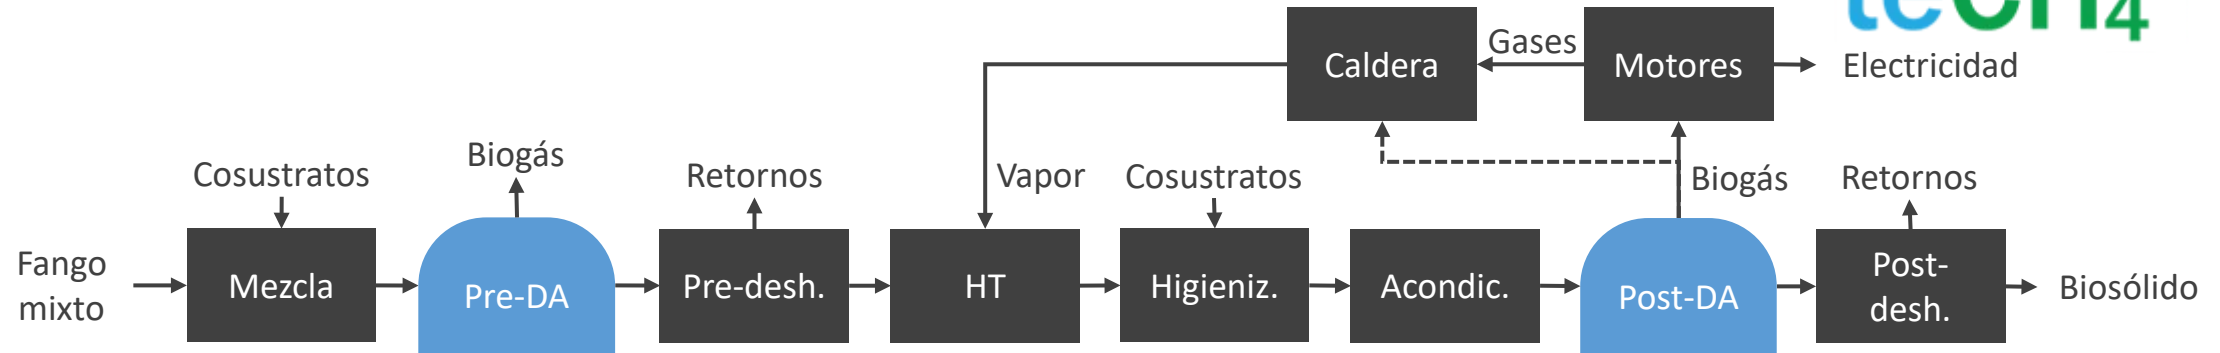 tech4
Gases
Caldera
Motores
Electricidad
Biogás
Cosustratos
Retornos
Vapor
Cosustratos
Biogás
Retornos
Fango
mixto
Mezcla
Pre-DA
Pre-desh.
HT
Higieniz.
Acondic.
Post-DA
Post-
desh.
Biosólido